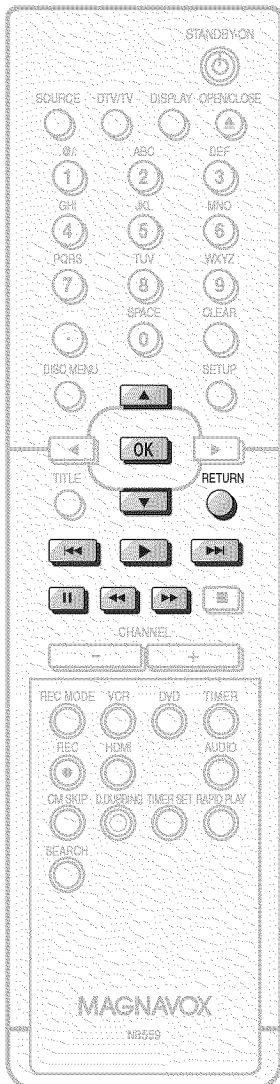 STANDBY-ON
SOURCE DTV/TV DISPLAY OPEN/CLOSE
@/: ABC DEF
1 2 3
GHI JKL MNO
4 5 6
PQRS TUV WXYZ
7 8 9
SPACE CLEAR
. 0
DISC MENU SETUP
OK
TITLE RETURN
CHANNEL
- +
REC MODE VCR DVD TIMER
REC HDMI AUDIO
CM SKIP D.DUBBING TIMER SET RAPID PLAY
SEARCH
MAGNAVOX
NB559